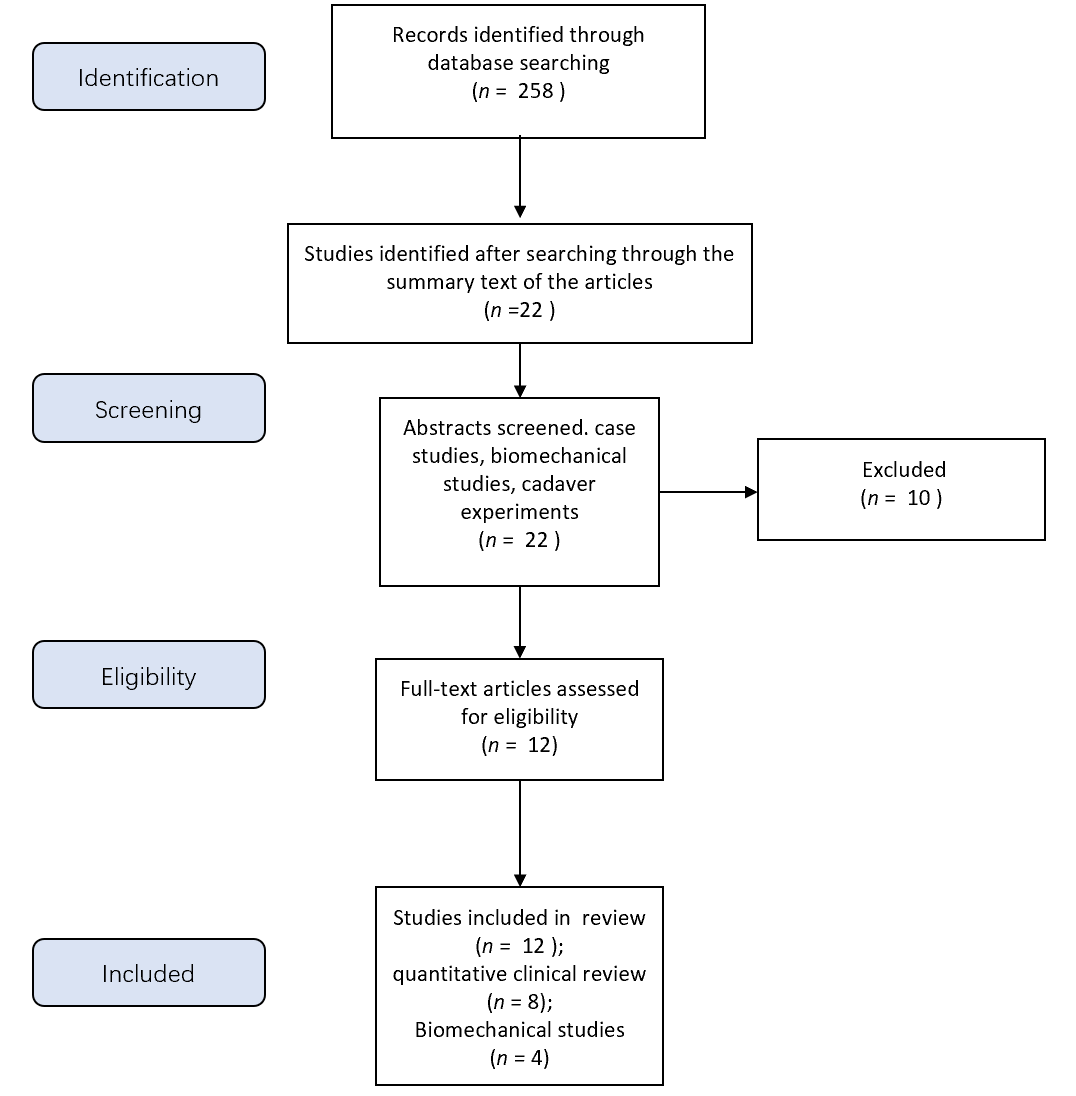 Identification
Records identified through
database searching
(n = 258 )
Studies identified after searching through the
summary text of the articles
(n =22 )
Screening
Abstracts screened. case
studies, biomechanical
studies, cadaver
experiments
(n = 22 )
Excluded
(n = 10 )
Eligibility
Full-text articles assessed
for eligibility
(n = 12)
Included
Studies included in review
(n = 12 );
quantitative clinical review
(n = 8);
Biomechanical studies
(n = 4)